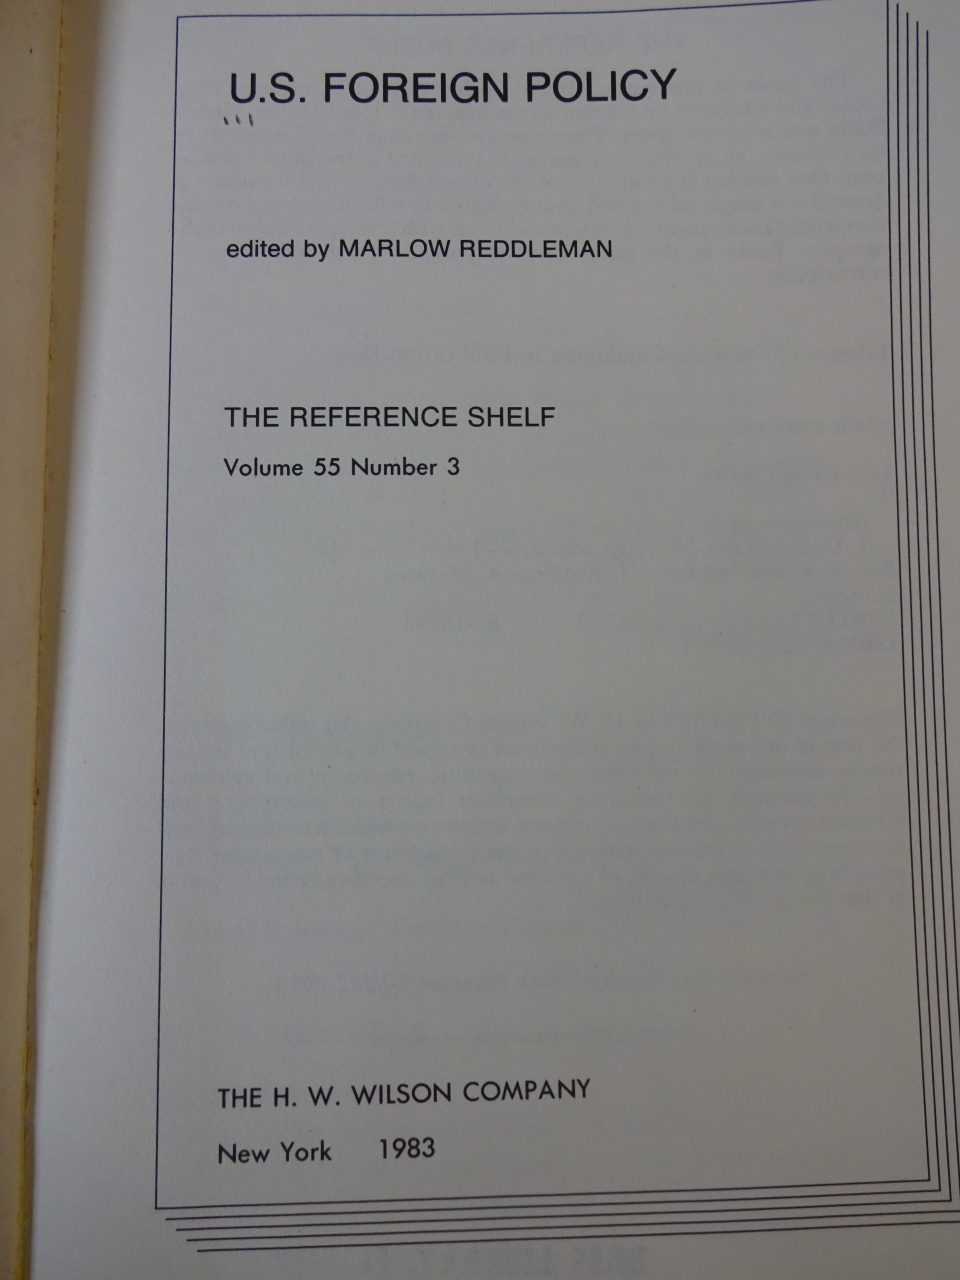 U.S. FOREIGN POLICY
edited by MARLOW REDDLEMAN
THE REFERENCE SHELF
Volume 55 Number 3
THE H. W. WILSON COMPANY
New York 1983